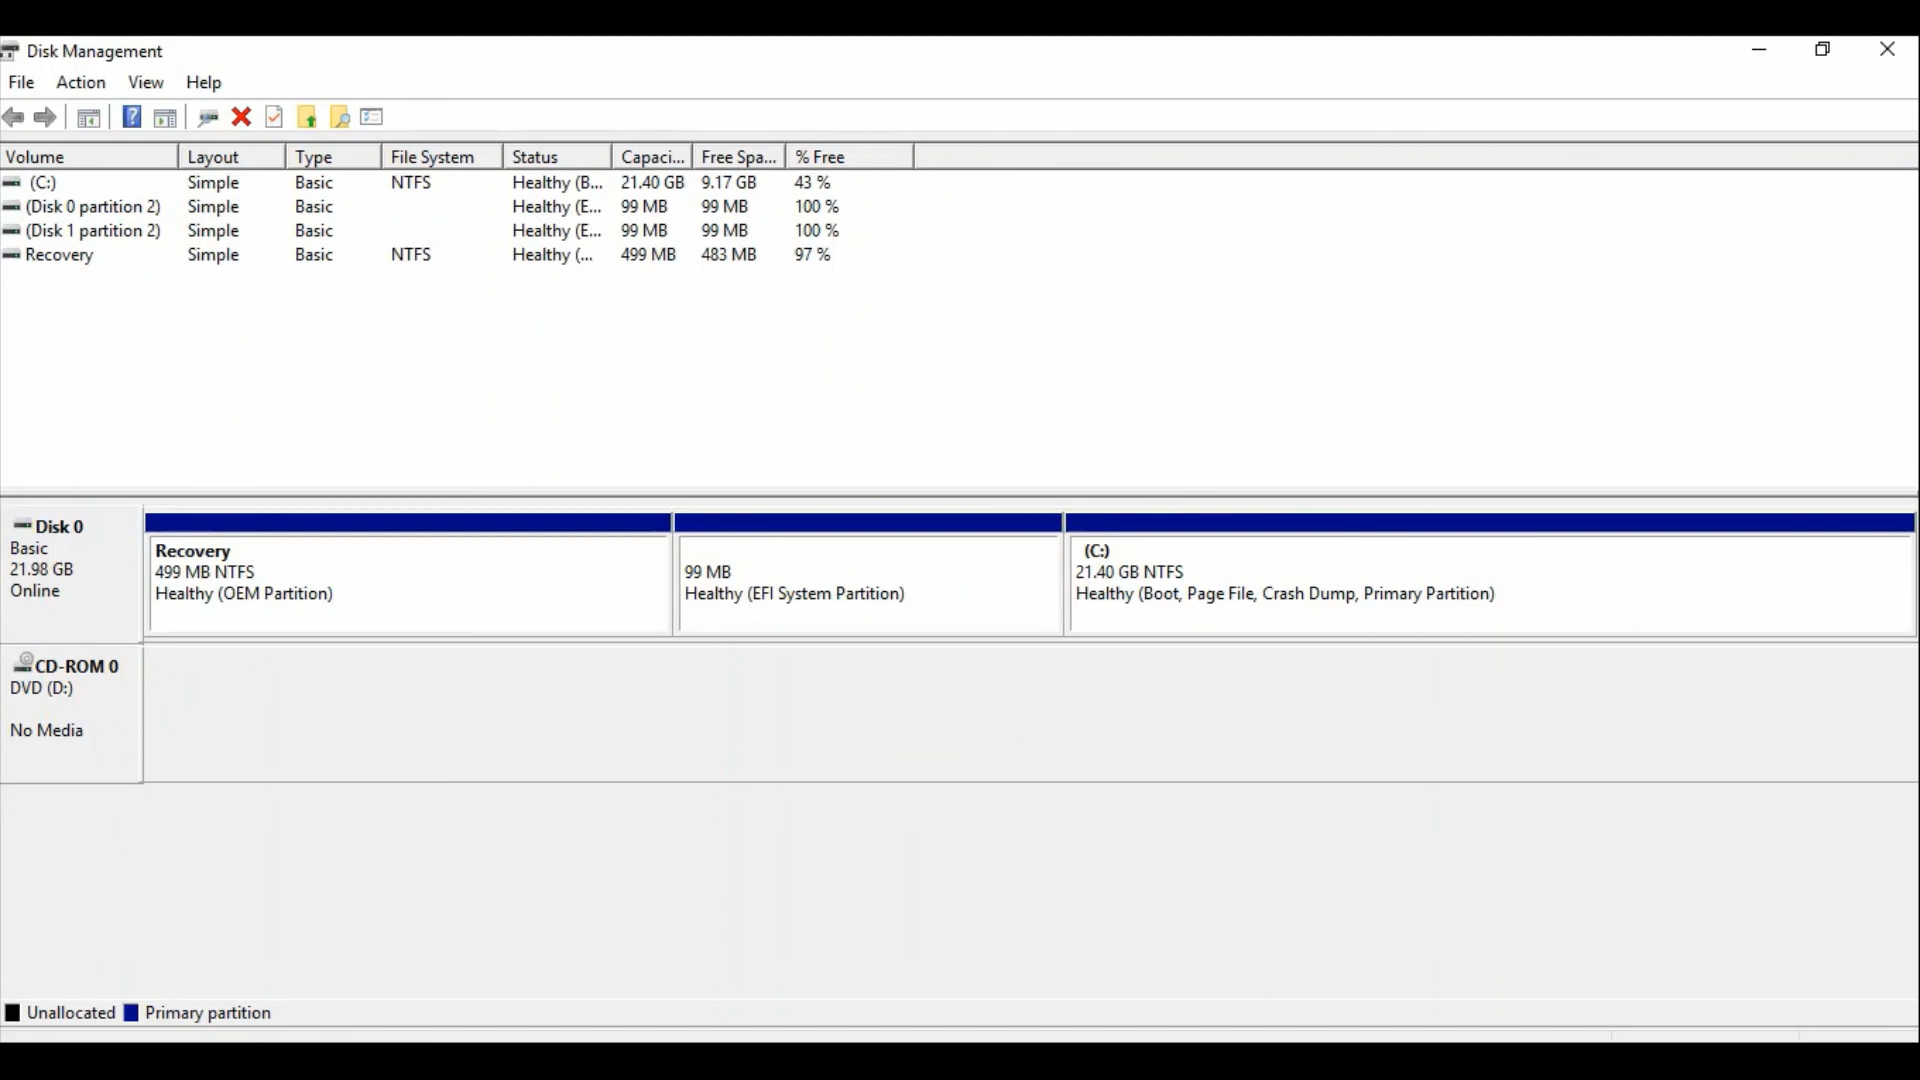 Disk Management
File Action View Help
Volume Layout Type File System Status Capaci... Free Spa... % Free
(C:) Simple Basic NTFS Healthy (B... 21.40 GB 9.17 GB 43 %
(Disk 0 partition 2) Simple Basic Healthy (E... 99 MB 99 MB 100 %
(Disk 1 partition 2) Simple Basic Healthy (E... 99 MB 99 MB 100 %
Recovery Simple Basic NTFS Healthy (... 499 MB 483 MB 97 %
Disk 0
Basic
21.98 GB
Online
Recovery
499 MB NTFS
Healthy (OEM Partition)
99 MB
Healthy (EFI System Partition)
(C:)
21.40 GB NTFS
Healthy (Boot, Page File, Crash Dump, Primary Partition)
CD-ROM 0
DVD (D:)
No Media
Unallocated Primary partition